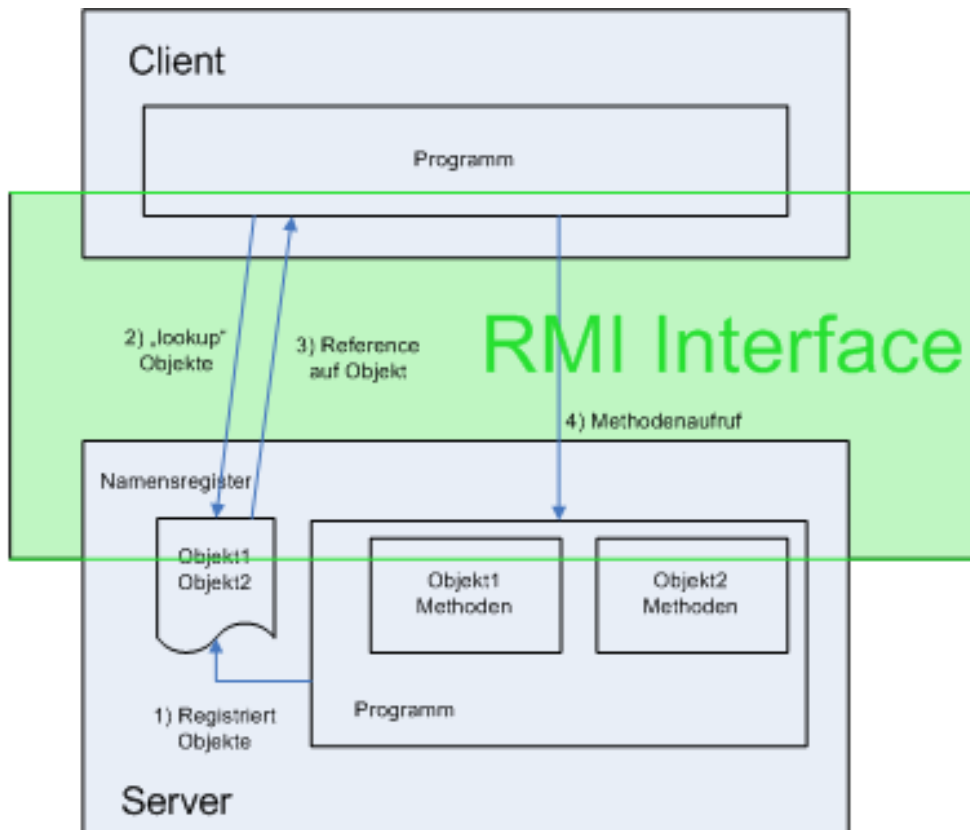 Client
Programm
2) „lookup“
Objekte
3) Reference
auf Objekt
RMI Interface
4) Methodenaufruf
Namensregister
Objekt1
Objekt2
Objekt1
Methoden
Objekt2
Methoden
1) Registriert
Objekte
Programm
Server